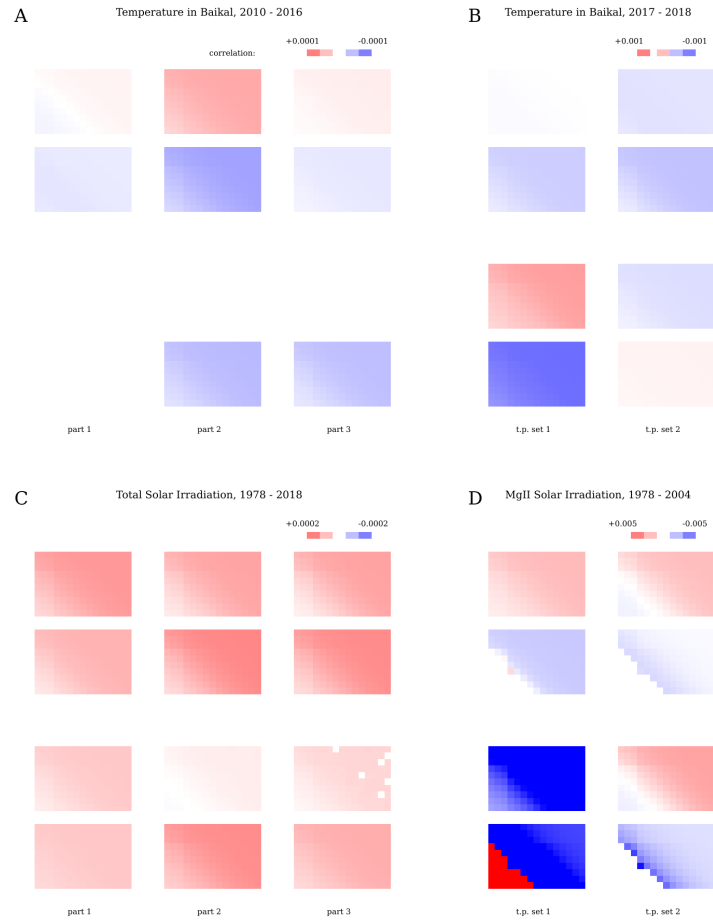 A
Temperature in Baikal, 2010 - 2016
correlation:
+0.0001
-0.0001
part 1
part 2
part 3
B
Temperature in Baikal, 2017 - 2018
+0.001
-0.001
t.p. set 1
t.p. set 2
C
Total Solar Irradiation, 1978 - 2018
+0.0002
-0.0002
part 1
part 2
part 3
D
MgII Solar Irradiation, 1978 - 2004
+0.005
-0.005
t.p. set 1
t.p. set 2